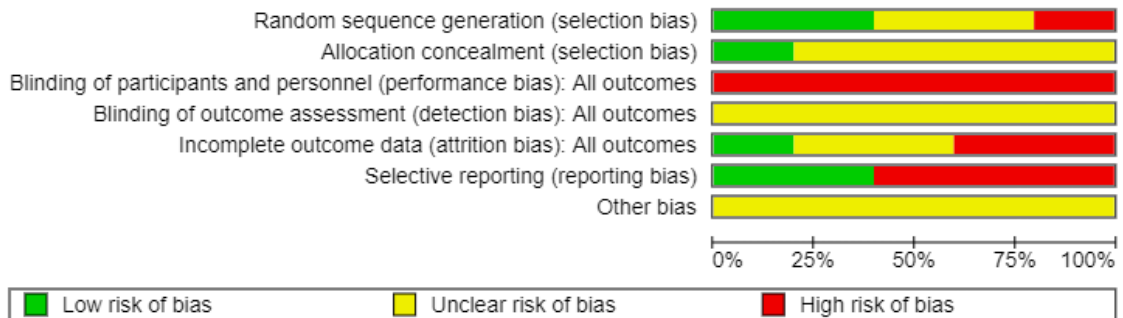 Random sequence generation (selection bias)
Allocation concealment (selection bias)
Blinding of participants and personnel (performance bias): All outcomes
Blinding of outcome assessment (detection bias): All outcomes
Incomplete outcome data (attrition bias): All outcomes
Selective reporting (reporting bias)
Other bias
0% 25% 50% 75% 100%
Low risk of bias Unclear risk of bias High risk of bias